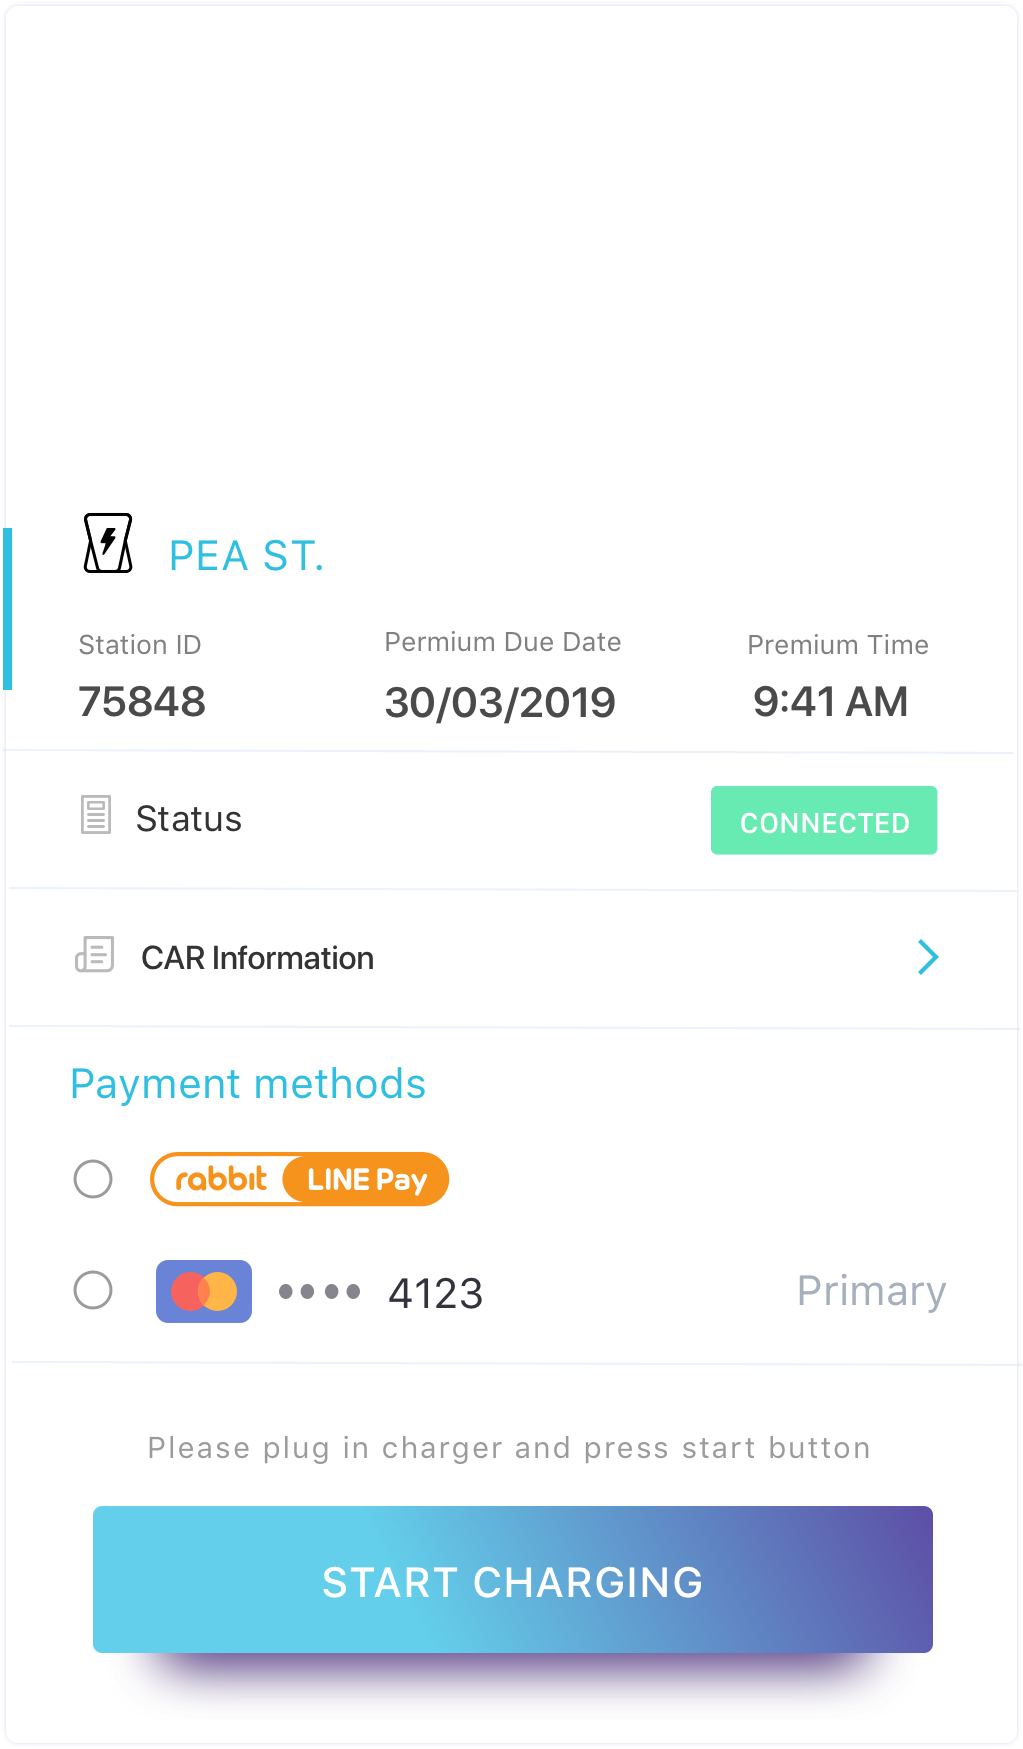 PEA ST.
Station ID
Permium Due Date
Premium Time
75848
30/03/2019
9:41 AM
Status
CONNECTED
CAR Information
Payment methods
rabbit LINE Pay
•••• 4123
Primary
Please plug in charger and press start button
START CHARGING